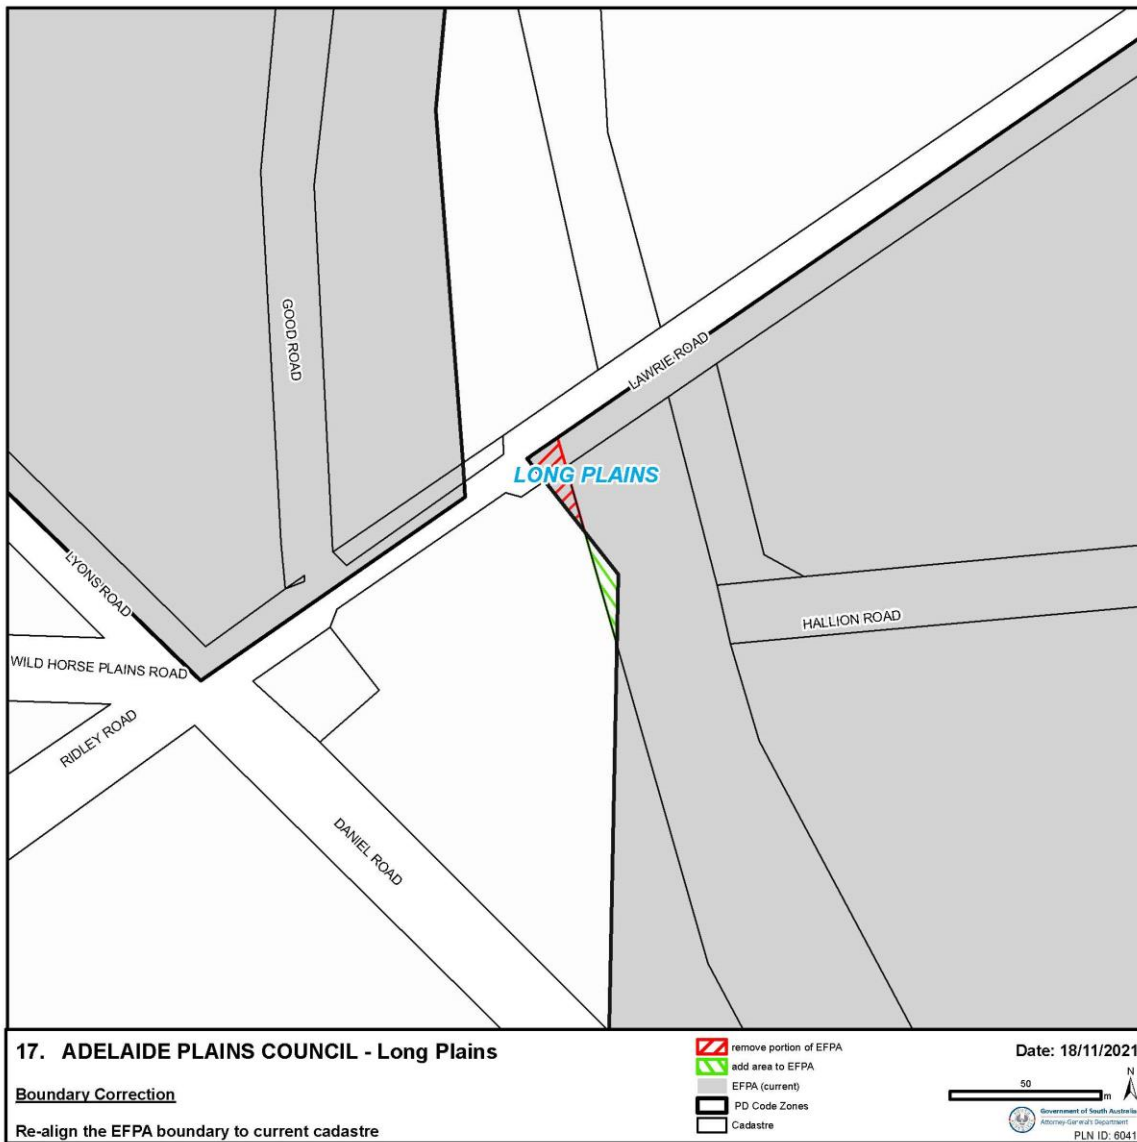 GOOD ROAD
LAWRIE ROAD
LONG PLAINS
LYONS ROAD
HALLION ROAD
WILD HORSE PLAINS ROAD
RIDLEY ROAD
DANIEL ROAD
17. ADELAIDE PLAINS COUNCIL - Long Plains
Boundary Correction
Re-align the EFPA boundary to current cadastre
remove portion of EFPA
add area to EFPA
EFPA (current)
PD Code Zones
Cadastre
Date: 18/11/2021
N
50
m
Government of South Australia
Attorney-General's Department
PLN ID: 6041